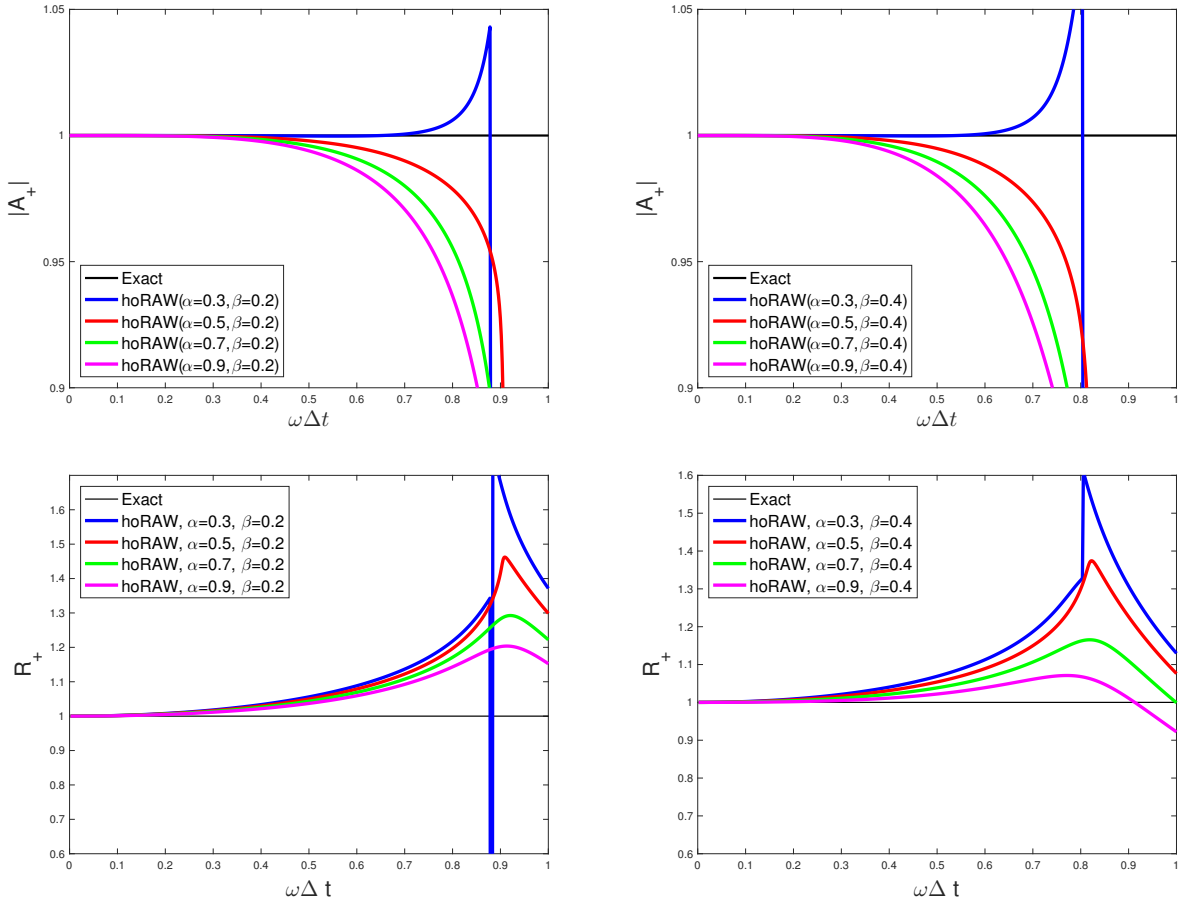 1.05
1
0.95
0.9
|A_+|
Exact
hoRAW(α=0.3,β=0.2)
hoRAW(α=0.5,β=0.2)
hoRAW(α=0.7,β=0.2)
hoRAW(α=0.9,β=0.2)
0 0.1 0.2 0.3 0.4 0.5 0.6 0.7 0.8 0.9 1
ωΔt
1.05
1
0.95
0.9
|A_+|
Exact
hoRAW(α=0.3,β=0.4)
hoRAW(α=0.5,β=0.4)
hoRAW(α=0.7,β=0.4)
hoRAW(α=0.9,β=0.4)
0 0.1 0.2 0.3 0.4 0.5 0.6 0.7 0.8 0.9 1
ωΔt
1.6
1.5
1.4
1.3
1.2
1.1
1
0.9
0.8
0.7
0.6
R_+
Exact
hoRAW, α=0.3, β=0.2
hoRAW, α=0.5, β=0.2
hoRAW, α=0.7, β=0.2
hoRAW, α=0.9, β=0.2
0 0.1 0.2 0.3 0.4 0.5 0.6 0.7 0.8 0.9 1
ωΔ t
1.6
1.5
1.4
1.3
1.2
1.1
1
0.9
0.8
0.7
0.6
R_+
Exact
hoRAW, α=0.3, β=0.4
hoRAW, α=0.5, β=0.4
hoRAW, α=0.7, β=0.4
hoRAW, α=0.9, β=0.4
0 0.1 0.2 0.3 0.4 0.5 0.6 0.7 0.8 0.9 1
ωΔ t